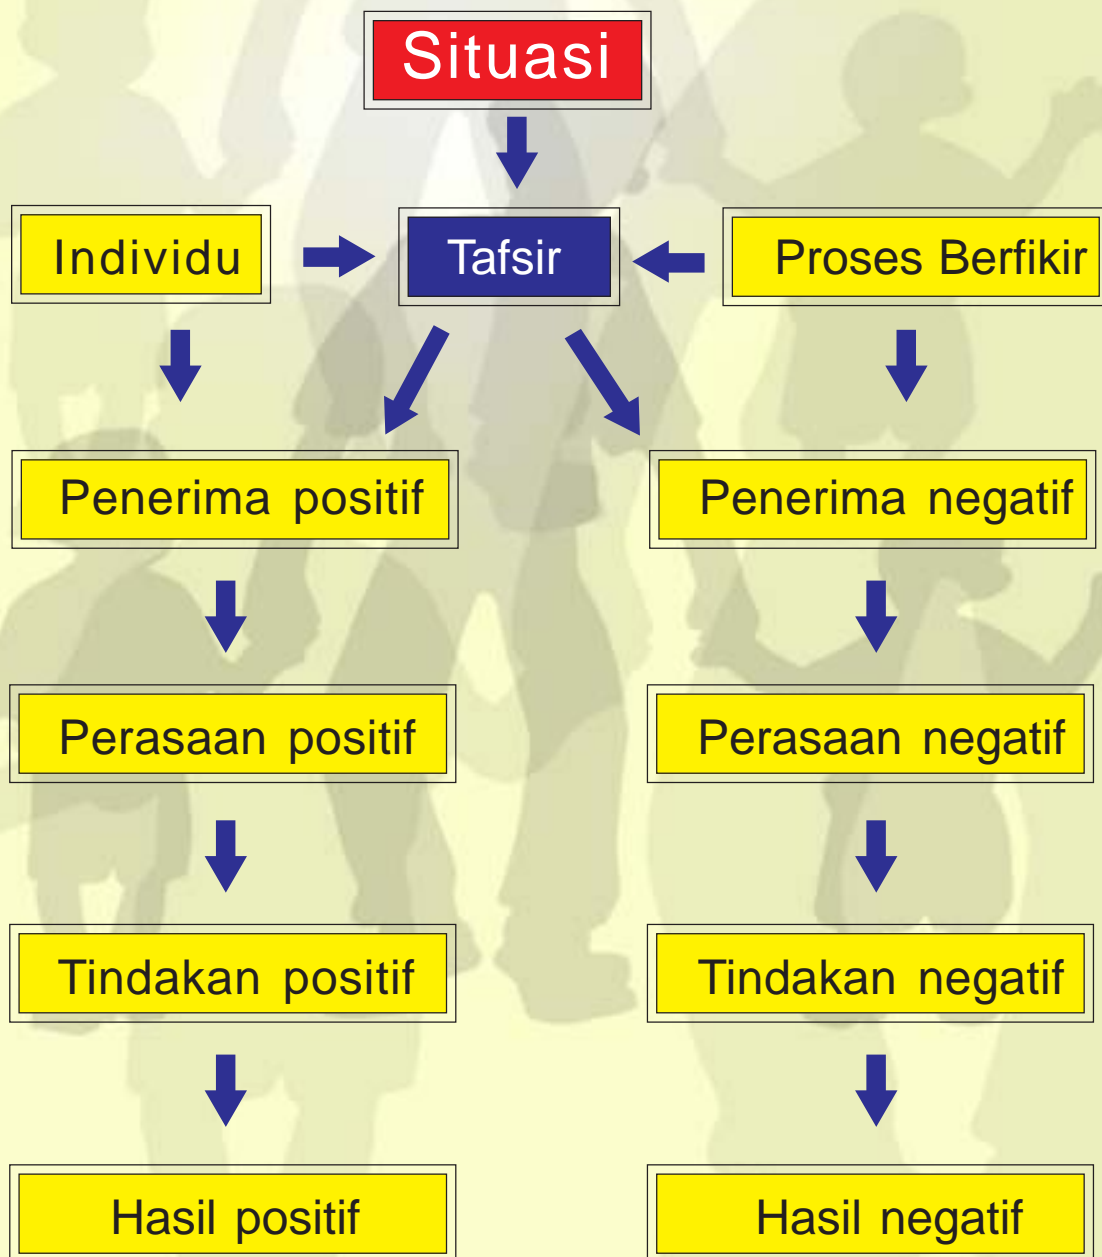 Situasi
Individu
Tafsir
Proses Berfikir
Penerima positif
Penerima negatif
Perasaan positif
Perasaan negatif
Tindakan positif
Tindakan negatif
Hasil positif
Hasil negatif